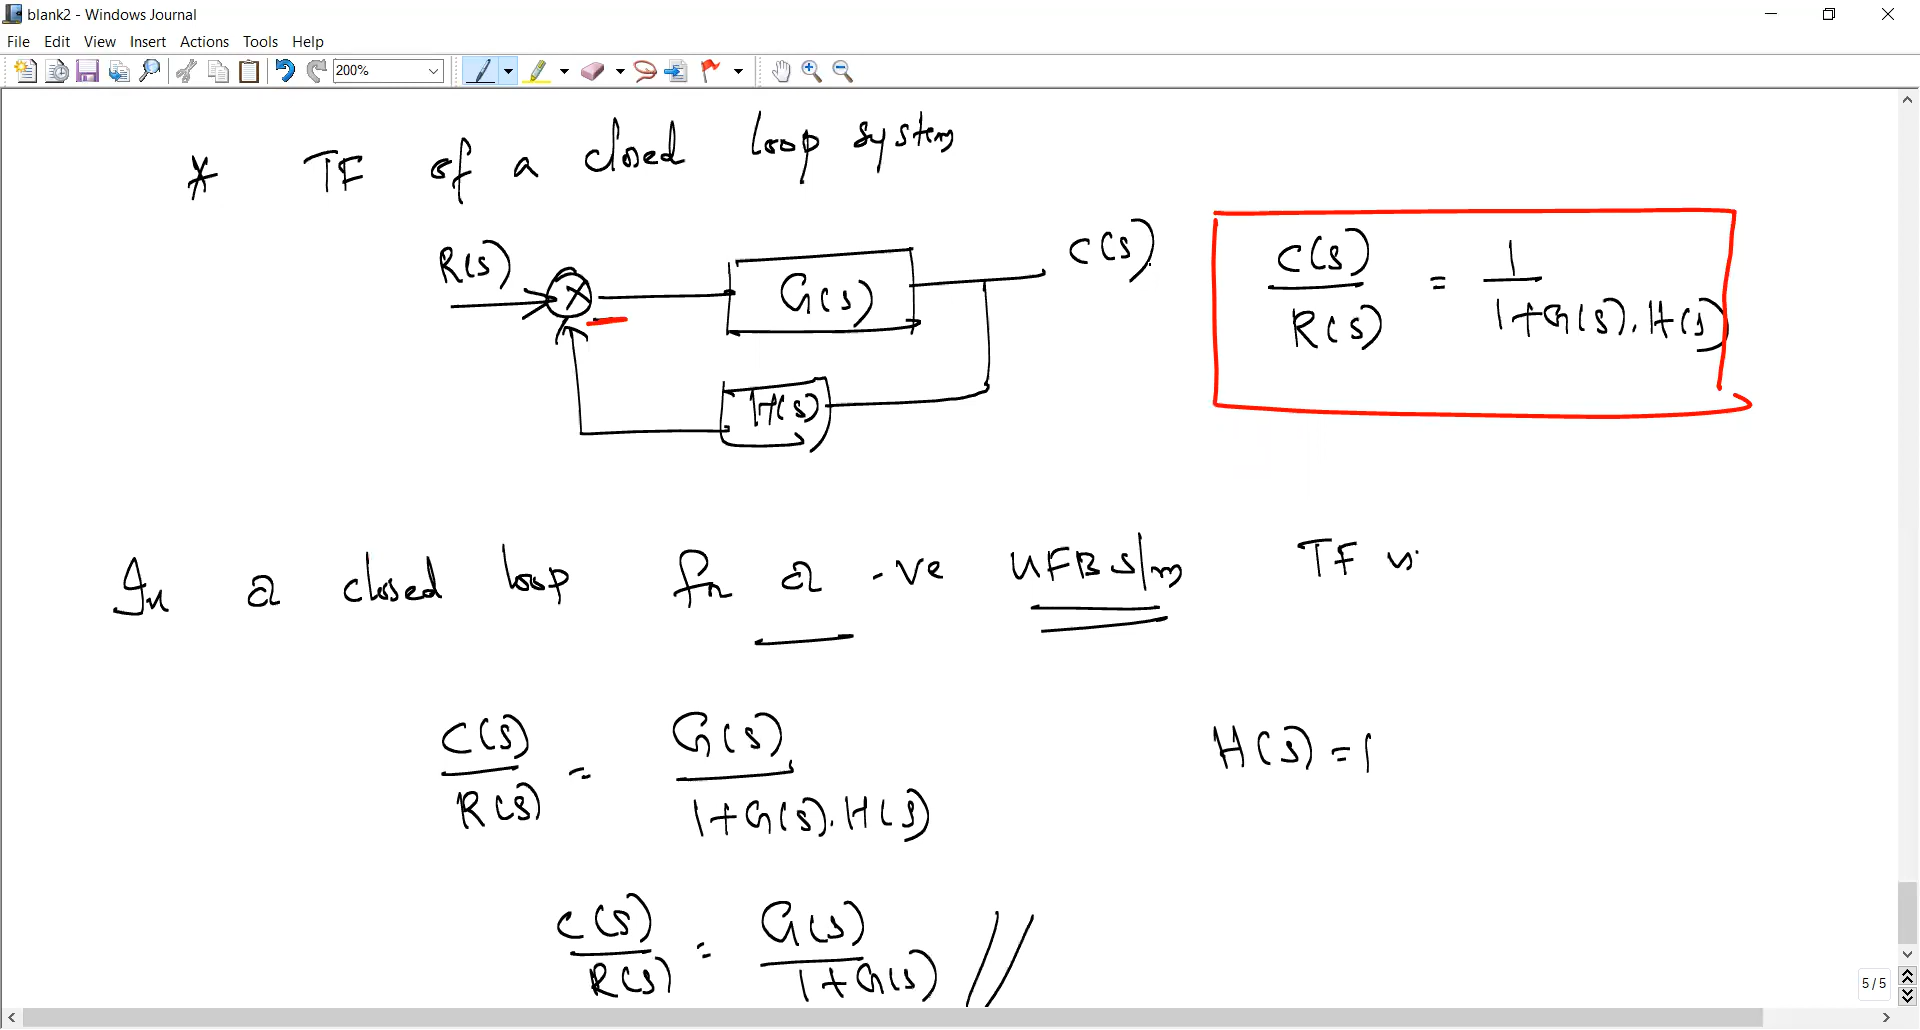 blank2 - Windows Journal
File Edit View Insert Actions Tools Help
200%
* TF of a closed loop system
R(s) X G(s) C(s)
H(s)
C(s)/R(s) = 1/1+G(s).H(s)
In a closed loop for a -ve UFB s/m TF is
C(s)/R(s) = G(s)/1+G(s).H(s) H(s) = 1
C(s)/R(s) = G(s)/1+G(s) //
5 / 5